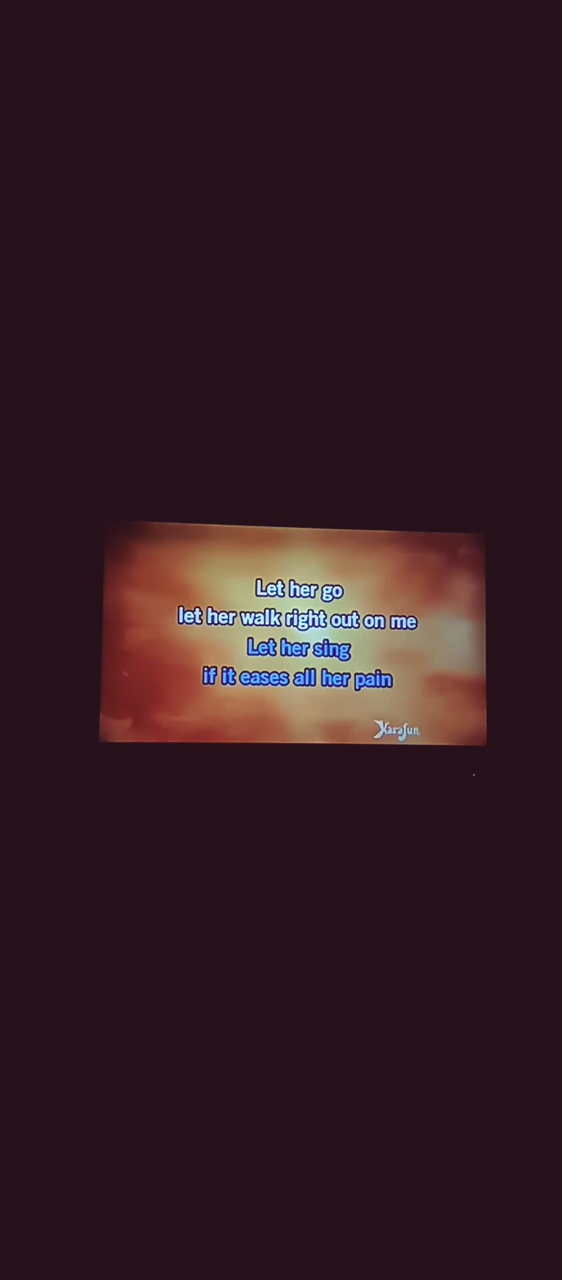 Let her go
let her walk right out on me
Let her sing
if it eases all her pain
KaraFun